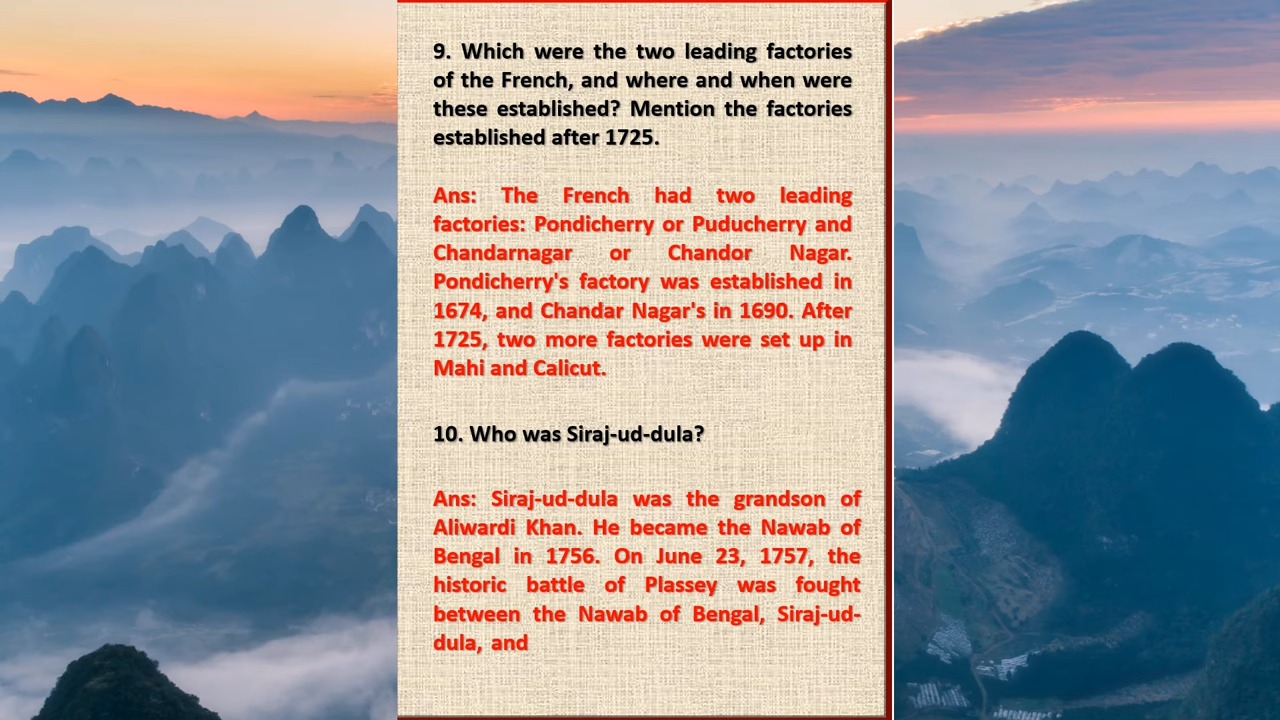 9. Which were the two leading factories
of the French, and where and when were
these established? Mention the factories
established after 1725.
Ans: The French had two leading
factories: Pondicherry or Puducherry and
Chandarnagar or Chandor Nagar.
Pondicherry's factory was established in
1674, and Chandar Nagar's in 1690. After
1725, two more factories were set up in
Mahi and Calicut.
10. Who was Siraj-ud-dula?
Ans: Siraj-ud-dula was the grandson of
Aliwardi Khan. He became the Nawab of
Bengal in 1756. On June 23, 1757, the
historic battle of Plassey was fought
between the Nawab of Bengal, Siraj-ud-
dula, and